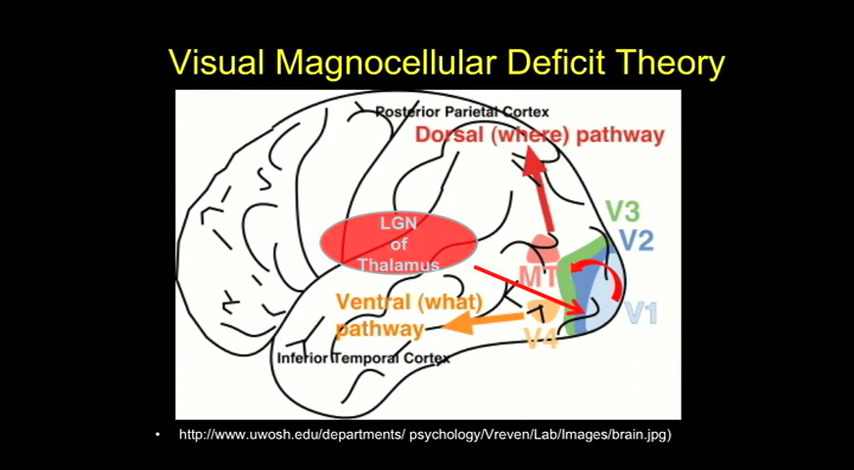 Visual Magnocellular Deficit Theory
Posterior Parietal Cortex
Dorsal (where) pathway
V3
V2
LGN
of
Thalamus
MT
Ventral (what)
pathway
V1
V4
Inferior Temporal Cortex
• http://www.uwosh.edu/departments/ psychology/Vreven/Lab/Images/brain.jpg)